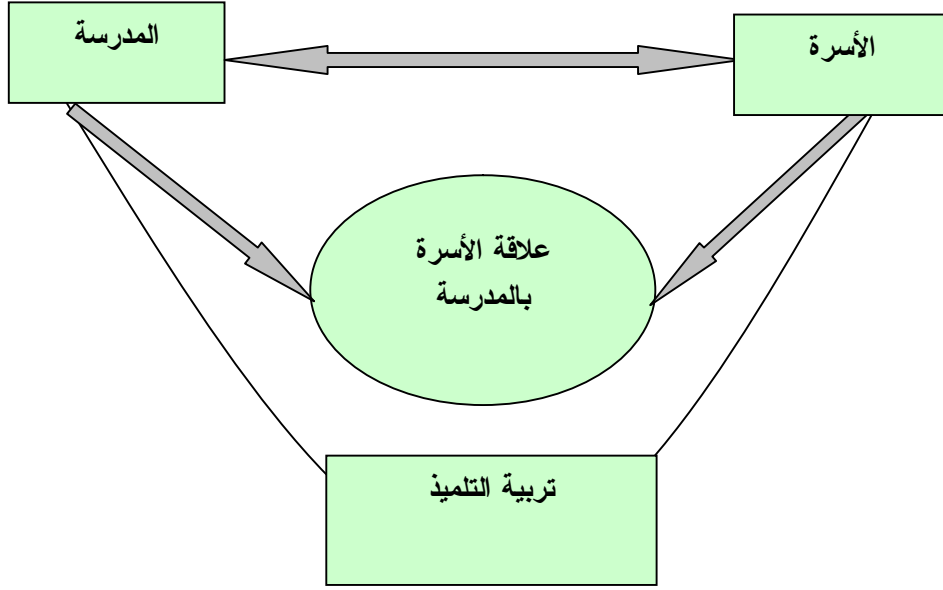 الأسرة
المدرسة
علاقة الأسرة
بالمدرسة
تربية التلميذ